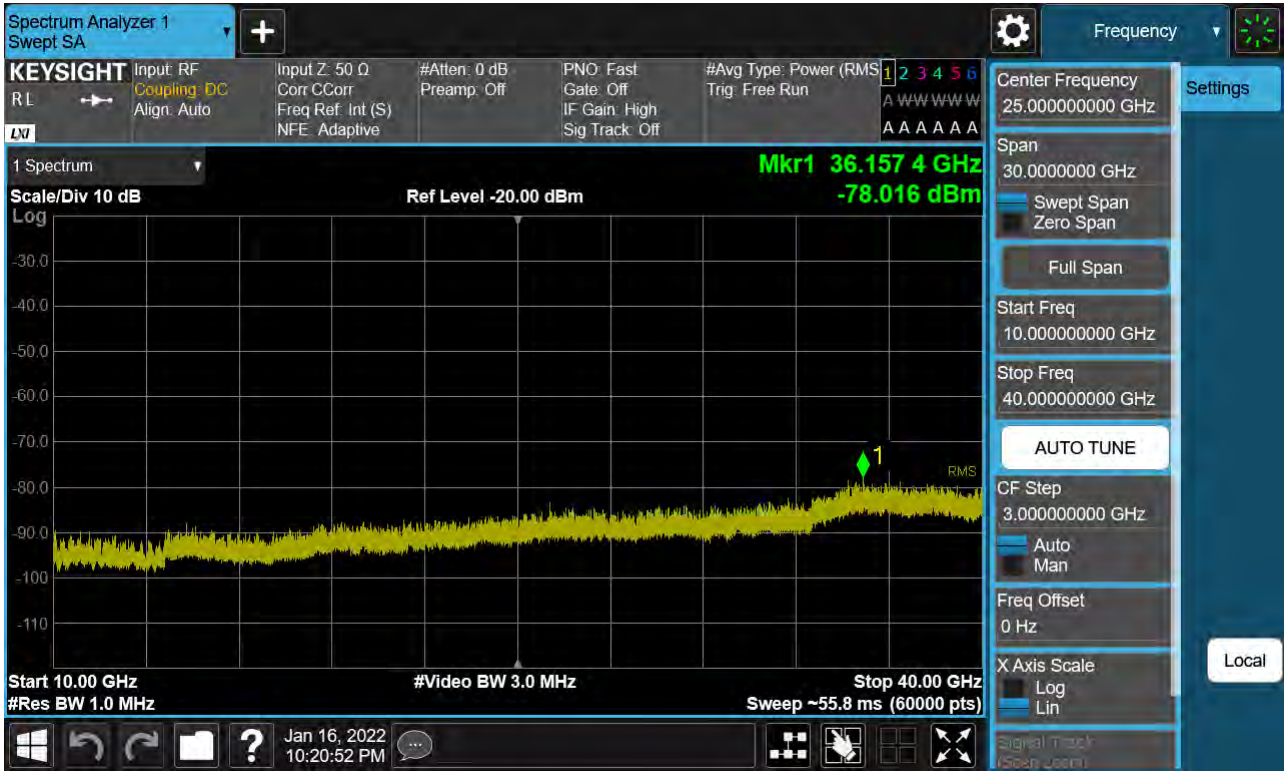 Spectrum Analyzer 1
Swept SA
+
Frequency
KEYSIGHT
RL
LXI
Input: RF
Coupling: DC
Align: Auto
Input Z: 50 Ω
Corr CCorr
Freq Ref: Int (S)
NFE: Adaptive
#Atten: 0 dB
Preamp: Off
PNO: Fast
Gate: Off
IF Gain: High
Sig Track: Off
#Avg Type: Power (RMS
Trig: Free Run
1 2 3 4 5 6
A W W W W W
A A A A A A
1 Spectrum
Mkr1 36.157 4 GHz
-78.016 dBm
Scale/Div 10 dB
Ref Level -20.00 dBm
Log
-30.0
-40.0
-50.0
-60.0
-70.0
-80.0
-90.0
-100
-110
1
RMS
Start 10.00 GHz
#Video BW 3.0 MHz
Stop 40.00 GHz
#Res BW 1.0 MHz
Sweep ~55.8 ms (60000 pts)
Center Frequency
25.000000000 GHz
Span
30.0000000 GHz
Swept Span
Zero Span
Full Span
Start Freq
10.000000000 GHz
Stop Freq
40.000000000 GHz
AUTO TUNE
CF Step
3.000000000 GHz
Auto
Man
Freq Offset
0 Hz
X Axis Scale
Log
Lin
Signal Track
(Span Zoom)
Settings
Local
?
Jan 16, 2022
10:20:52 PM